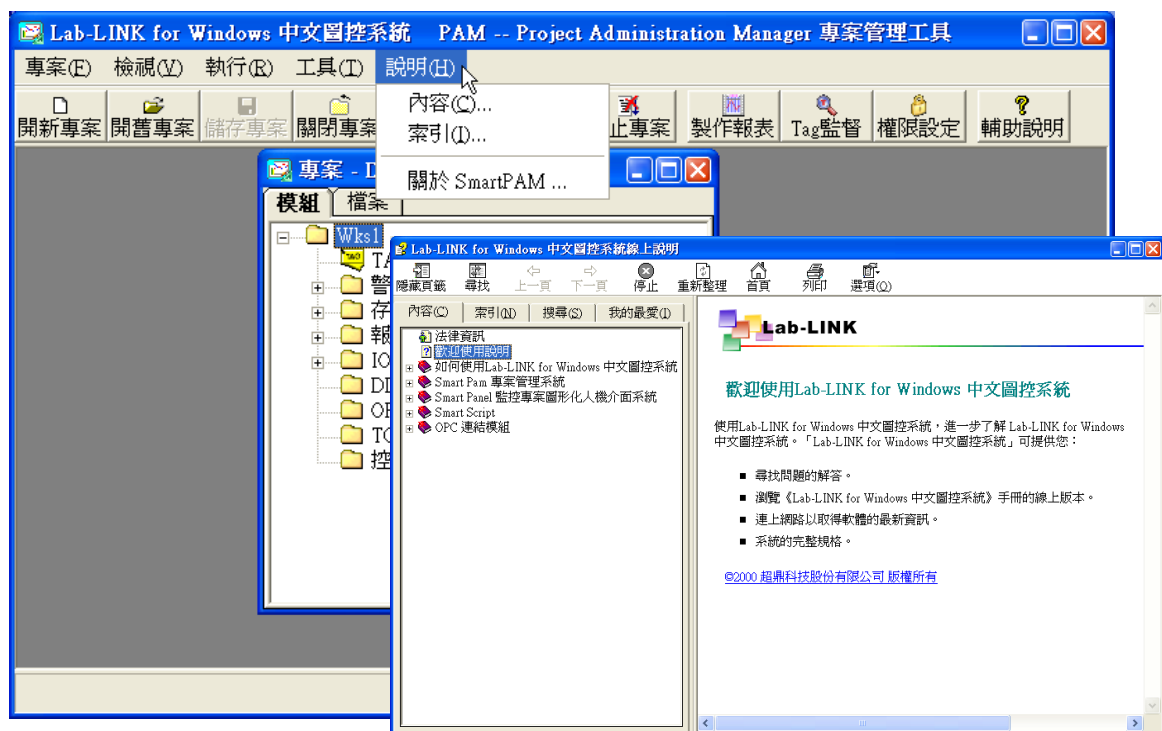 Lab-LINK for Windows 中文圖控系統 PAM -- Project Administration Manager 專案管理工具
專案(F) 檢視(V) 執行(R) 工具(T) 說明(H)
內容(C)...
索引(I)...
關於 SmartPAM ...
開新專案 開舊專案 儲存專案 關閉專案 止專案 製作報表 Tag監督 權限設定 輔助說明
專案 - D
模組 檔案
Wks1
TA
警
存
報
IO
DI
OP
TO
控
Lab-LINK for Windows 中文圖控系統線上說明
隱藏頁籤 尋找 上一頁 下一頁 停止 重新整理 首頁 列印 選項(O)
內容(C) 索引(N) 搜尋(S) 我的最愛(I)
法律資訊
歡迎使用說明
如何使用Lab-LINK for Windows 中文圖控系統
Smart Pam 專案管理系統
Smart Panel 監控專案圖形化人機介面系統
Smart Script
OPC 連結模組
Lab-LINK
歡迎使用Lab-LINK for Windows 中文圖控系統
使用Lab-LINK for Windows 中文圖控系統，進一步了解 Lab-LINK for Windows
中文圖控系統。「Lab-LINK for Windows 中文圖控系統」可提供您：
■ 尋找問題的解答。
■ 瀏覽《Lab-LINK for Windows 中文圖控系統》手冊的線上版本。
■ 連上網路以取得軟體的最新資訊。
■ 系統的完整規格。
©2000 超鼎科技股份有限公司 版權所有